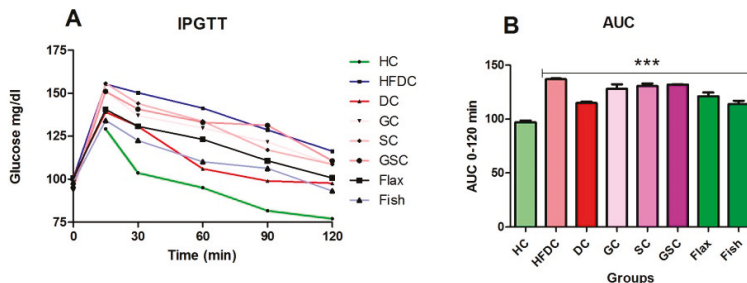 A
IPGTT
Glucose mg/dl
175
150
125
100
75
0
30
60
90
120
Time (min)
HC
HFDC
DC
GC
SC
GSC
Flax
Fish
B
AUC
***
AUC 0-120 min
150
100
50
0
HC
HFDC
DC
GC
SC
GSC
Flax
Fish
Groups